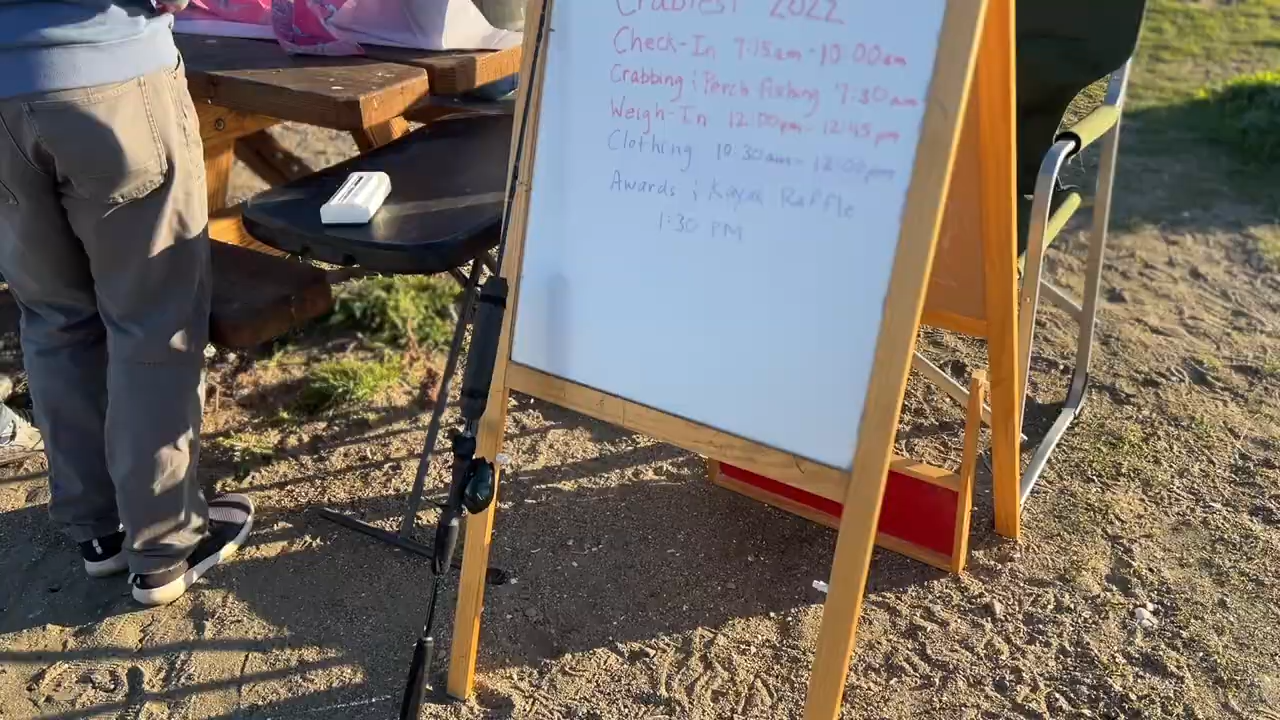 Crabfest 2022
Check-In 7:15am-10:00am
Crabbing & Perch Fishing 7:30am
Weigh-In 12:00pm-12:45pm
Clothing 10:30am-12:00pm
Awards & Kayak Raffle
1:30 PM